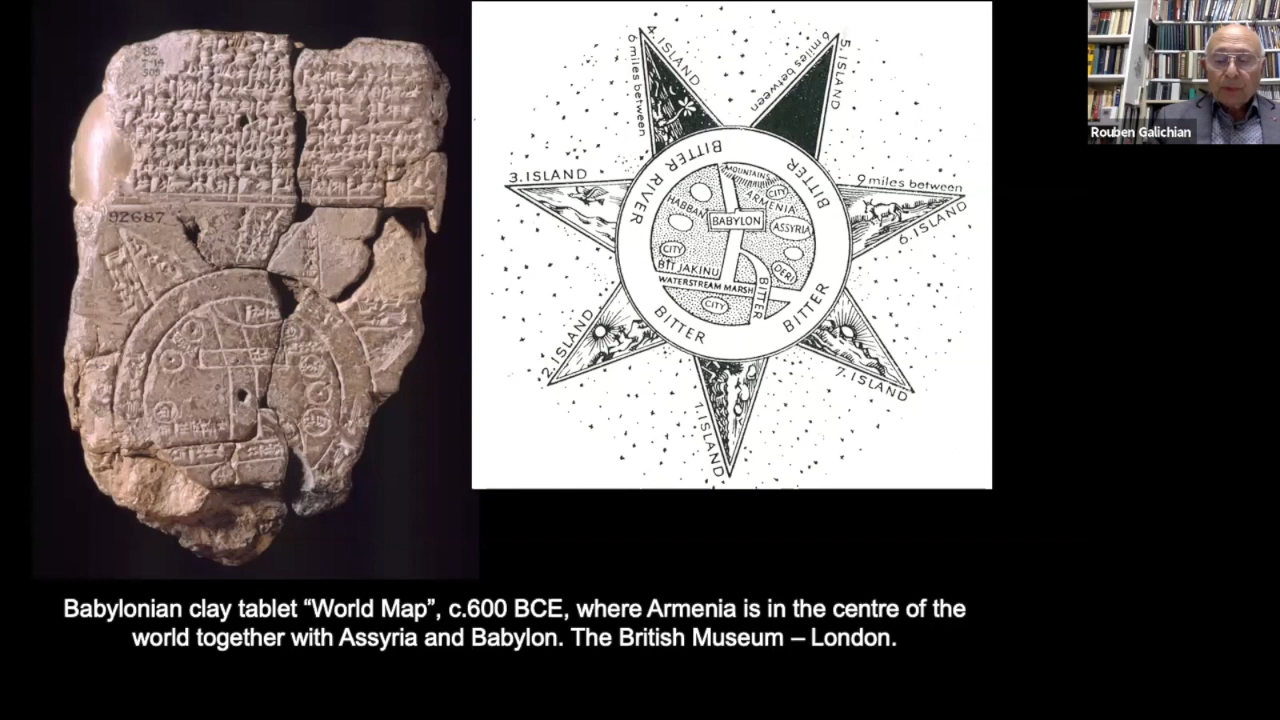 82
7-14
509
92687
4. ISLAND
6 miles between
5. ISLAND
6 miles between
3. ISLAND
9 miles between
6. ISLAND
BITTER RIVER
BITTER
MOUNTAINS
CITY
ARMENIA
HABBAN
BABYLON
ASSYRIA
CITY
BIT JAKINU
DERI
WATERSTREAM MARSH
BITTER
CITY
BITTER
BITTER
2. ISLAND
7. ISLAND
1. ISLAND
Rouben Galichian
Babylonian clay tablet “World Map”, c.600 BCE, where Armenia is in the centre of the
world together with Assyria and Babylon. The British Museum – London.